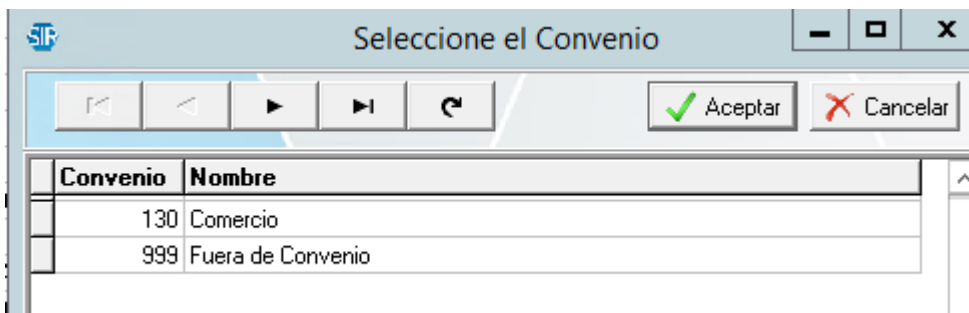 SIR
Seleccione el Convenio
Aceptar
Cancelar
Convenio Nombre
130 Comercio
999 Fuera de Convenio